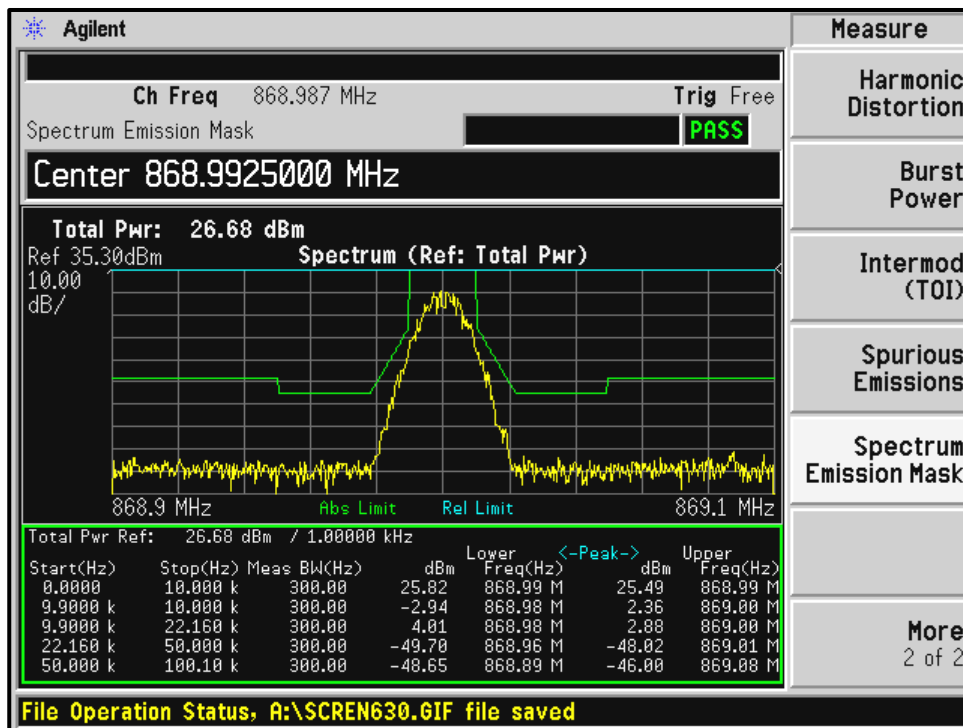 Agilent
Measure
Ch Freq 868.987 MHz Trig Free
Spectrum Emission Mask PASS
Center 868.9925000 MHz
Total Pwr: 26.68 dBm
Ref 35.30dBm Spectrum (Ref: Total Pwr)
10.00
dB/
868.9 MHz Abs Limit Rel Limit 869.1 MHz
Total Pwr Ref: 26.68 dBm / 1.00000 kHz
Lower <-Peak-> Upper
Start(Hz) Stop(Hz) Meas BW(Hz) dBm Freq(Hz) dBm Freq(Hz)
0.0000 10.000 k 300.00 25.82 868.99 M 25.49 868.99 M
9.9000 k 10.000 k 300.00 -2.94 868.98 M 2.36 869.00 M
9.9000 k 22.160 k 300.00 4.01 868.98 M 2.88 869.00 M
22.160 k 50.000 k 300.00 -49.70 868.96 M -48.02 869.01 M
50.000 k 100.10 k 300.00 -48.65 868.89 M -46.00 869.08 M
Harmonic
Distortion
Burst
Power
Intermod
(TOI)
Spurious
Emissions
Spectrum
Emission Mask
More
2 of 2
File Operation Status, A:\SCREN630.GIF file saved